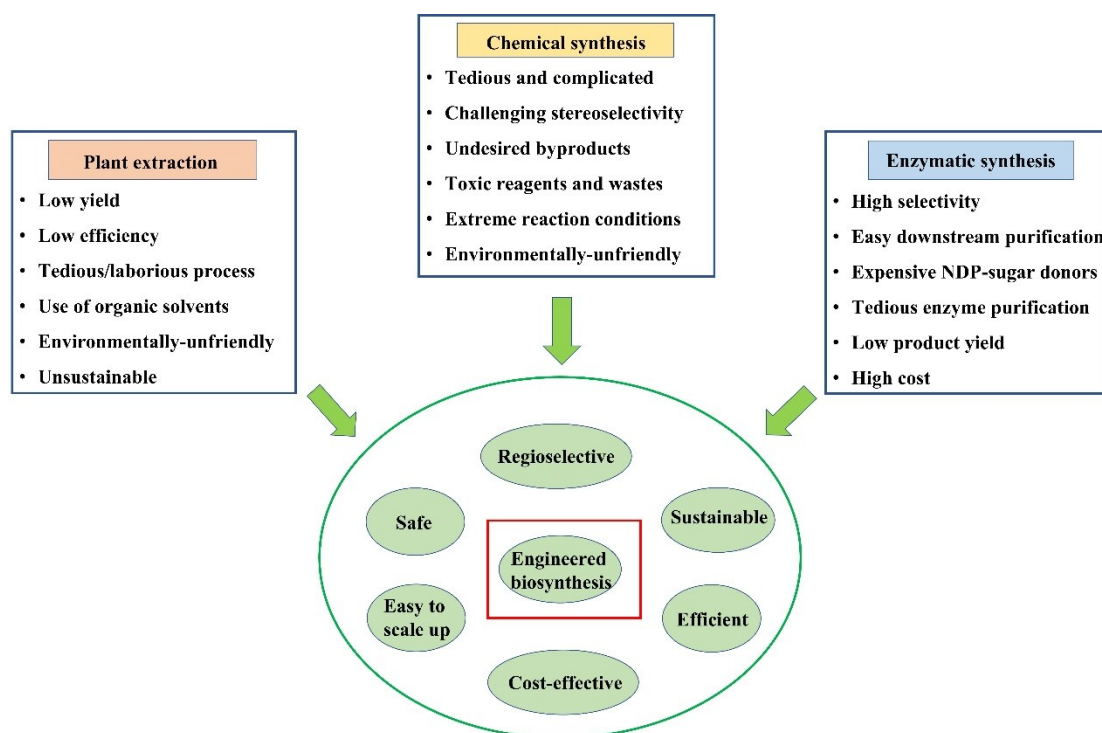 Chemical synthesis
• Tedious and complicated
• Challenging stereoselectivity
• Undesired byproducts
• Toxic reagents and wastes
• Extreme reaction conditions
• Environmentally-unfriendly
Plant extraction
• Low yield
• Low efficiency
• Tedious/laborious process
• Use of organic solvents
• Environmentally-unfriendly
• Unsustainable
Enzymatic synthesis
• High selectivity
• Easy downstream purification
• Expensive NDP-sugar donors
• Tedious enzyme purification
• Low product yield
• High cost
Regioselective
Safe
Sustainable
Engineered
biosynthesis
Easy to
scale up
Efficient
Cost-effective